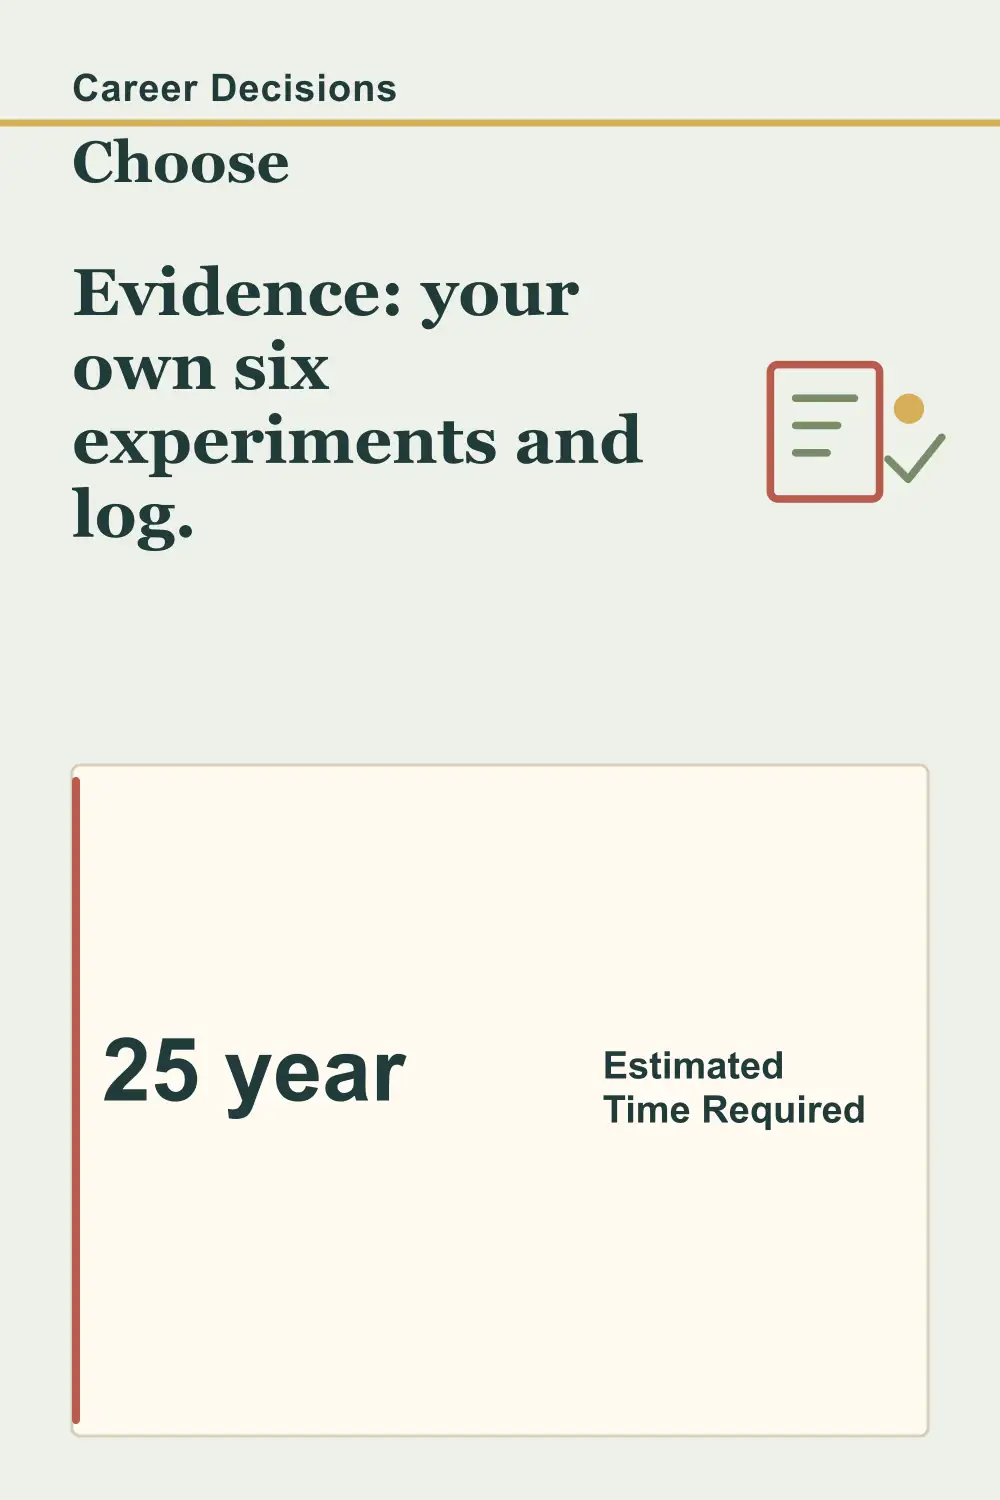 Career Decisions
Choose
Evidence: your
own six
experiments and
log.
25 year
Estimated
Time Required